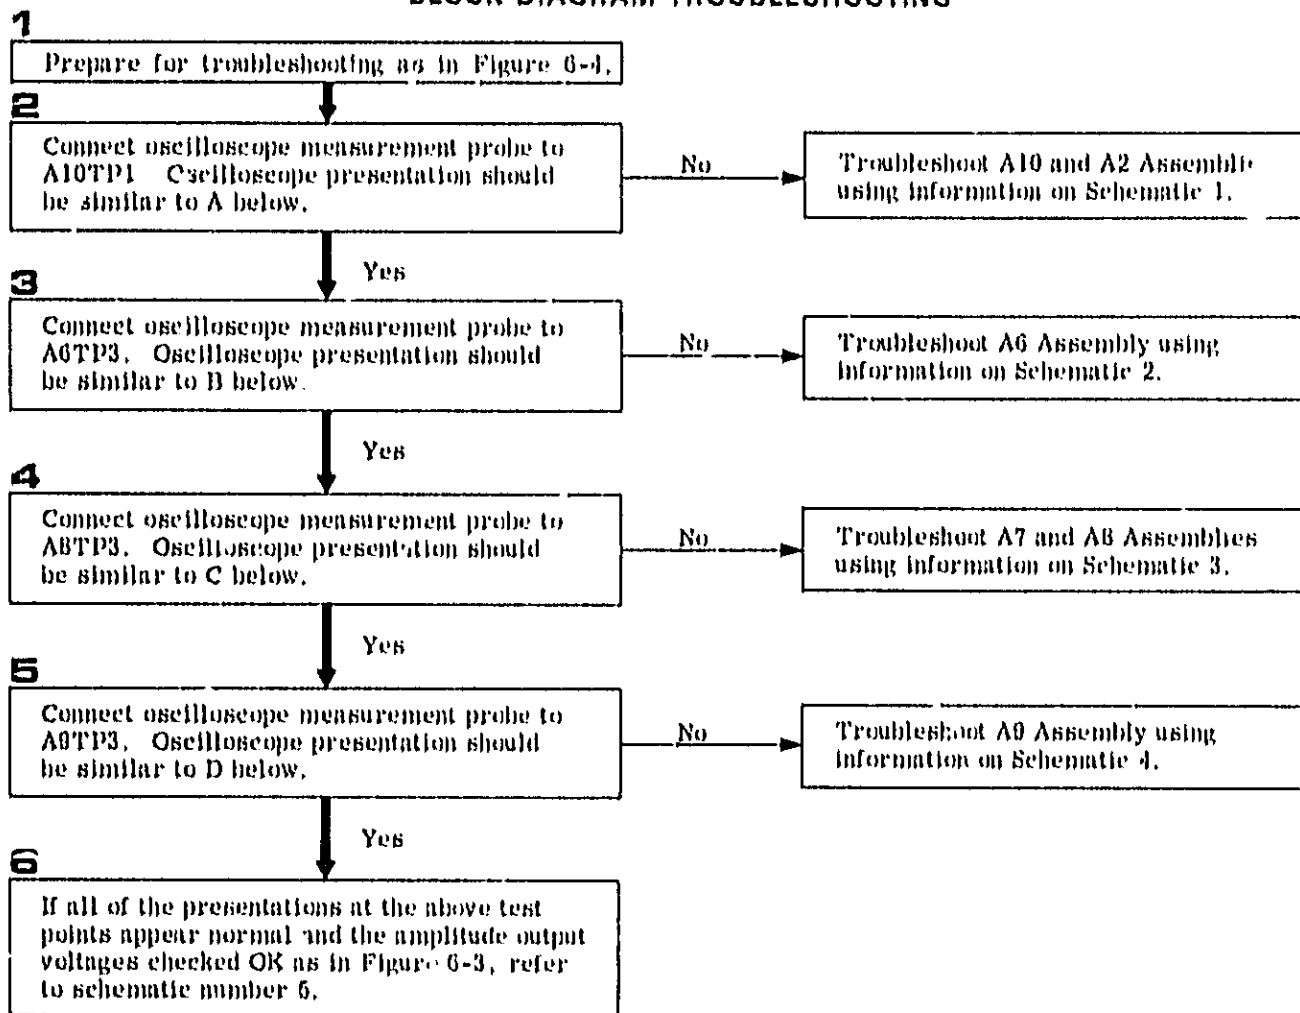 BLOCK DIAGRAM TROUBLESHOOTING
1
Prepare for troubleshooting as in Figure 6-4.
2
Connect oscilloscope measurement probe to
A10TP1 Oscilloscope presentation should
be similar to A below.
No
Troubleshoot A10 and A2 Assemblie
using information on Schematic 1.
Yes
3
Connect oscilloscope measurement probe to
A6TP3. Oscilloscope presentation should
be similar to B below.
No
Troubleshoot A6 Assembly using
information on Schematic 2.
Yes
4
Connect oscilloscope measurement probe to
A8TP3. Oscilloscope presentation should
be similar to C below.
No
Troubleshoot A7 and A8 Assemblies
using information on Schematic 3.
Yes
5
Connect oscilloscope measurement probe to
A9TP3. Oscilloscope presentation should
be similar to D below.
No
Troubleshoot A9 Assembly using
information on Schematic 4.
Yes
6
If all of the presentations at the above test
points appear normal and the amplitude output
voltages checked OK as in Figure 6-3, refer
to schematic number 5.